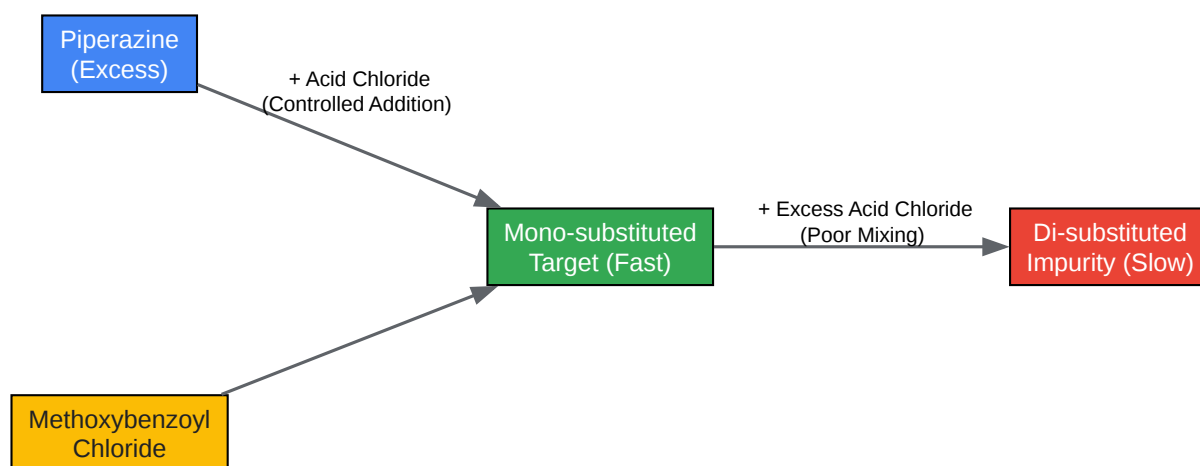 Piperazine
(Excess)
+ Acid Chloride
(Controlled Addition)
Mono-substituted
Target (Fast)
+ Excess Acid Chloride
(Poor Mixing)
Di-substituted
Impurity (Slow)
Methoxybenzoyl
Chloride